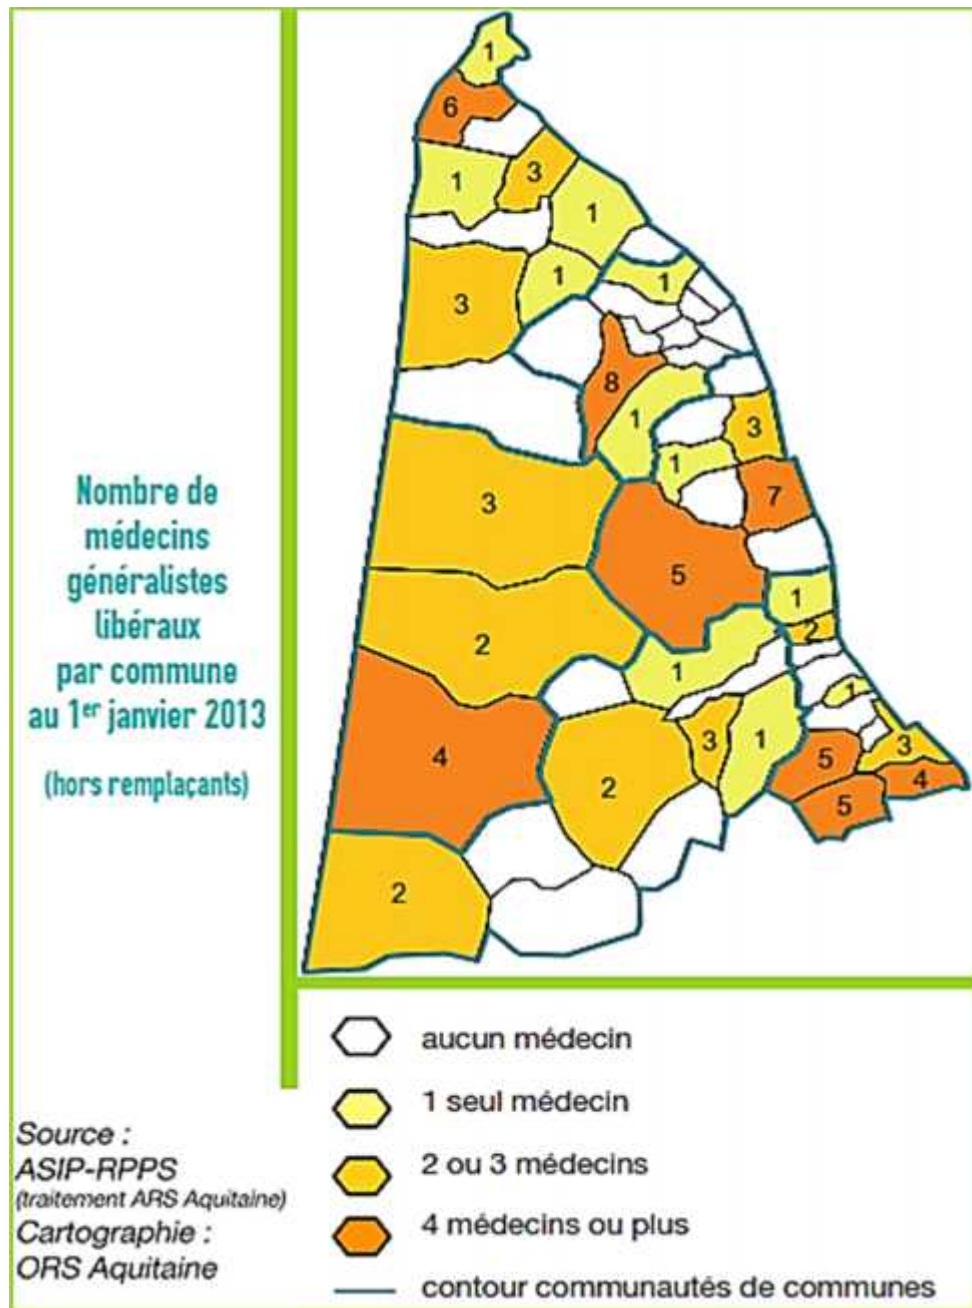 1
6
3
1
1
1
1
3
8
1
3
1
7
3
5
1
2
2
1
1
3
1
4
5
3
2
4
5
2
Nombre de
médecins
généralistes
libéraux
par commune
au 1er janvier 2013
(hors remplaçants)
aucun médecin
1 seul médecin
2 ou 3 médecins
4 médecins ou plus
contour communautés de communes
Source :
ASIP-RPPS
(traitement ARS Aquitaine)
Cartographie :
ORS Aquitaine